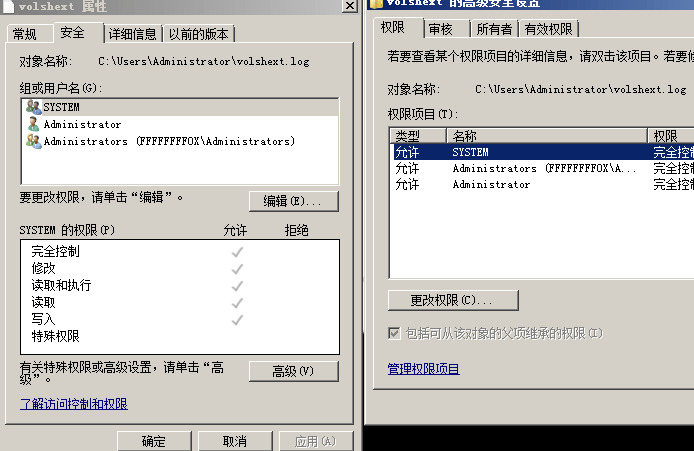 volshext 属性
常规
安全
详细信息
以前的版本
对象名称: C:\Users\Administrator\volshext.log
组或用户名(G):
SYSTEM
Administrator
Administrators (FFFFFFFFOX\Administrators)
要更改权限，请单击“编辑”。
编辑(E)...
SYSTEM 的权限(P) 允许 拒绝
完全控制
修改
读取和执行
读取
写入
特殊权限
有关特殊权限或高级设置，请单击“高
级”。
高级(V)
了解访问控制和权限
确定
取消
应用(A)
volshext 的高级安全设置
权限
审核
所有者
有效权限
若要查看某个权限项目的详细信息，请双击该项目。若要修
对象名称: C:\Users\Administrator\volshext.log
权限项目(T):
类型 名称 权限
允许 SYSTEM 完全控制
允许 Administrators (FFFFFFFFOX\A... 完全控制
允许 Administrator 完全控制
更改权限(C)...
包括可从该对象的父项继承的权限(I)
管理权限项目